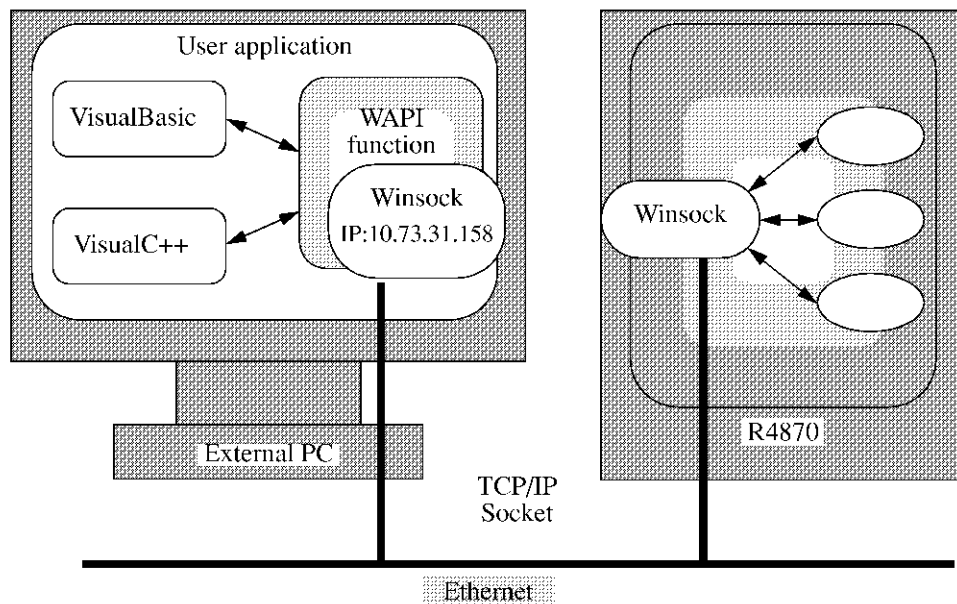 User application
VisualBasic
WAPI
function
Winsock
IP:10.73.31.158
VisualC++
External PC
Winsock
R4870
TCP/IP
Socket
Ethernet